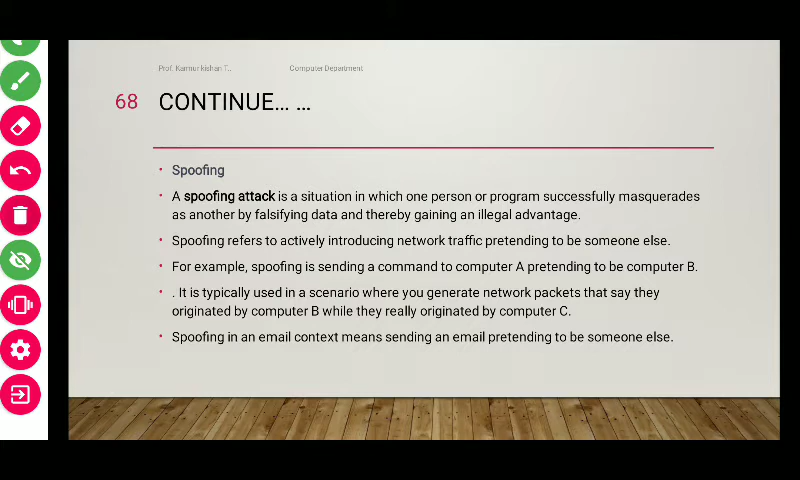 Prof. Kamur kishan T.. Computer Department
68 CONTINUE... ...
• Spoofing
• A spoofing attack is a situation in which one person or program successfully masquerades
as another by falsifying data and thereby gaining an illegal advantage.
• Spoofing refers to actively introducing network traffic pretending to be someone else.
• For example, spoofing is sending a command to computer A pretending to be computer B.
• . It is typically used in a scenario where you generate network packets that say they
originated by computer B while they really originated by computer C.
• Spoofing in an email context means sending an email pretending to be someone else.